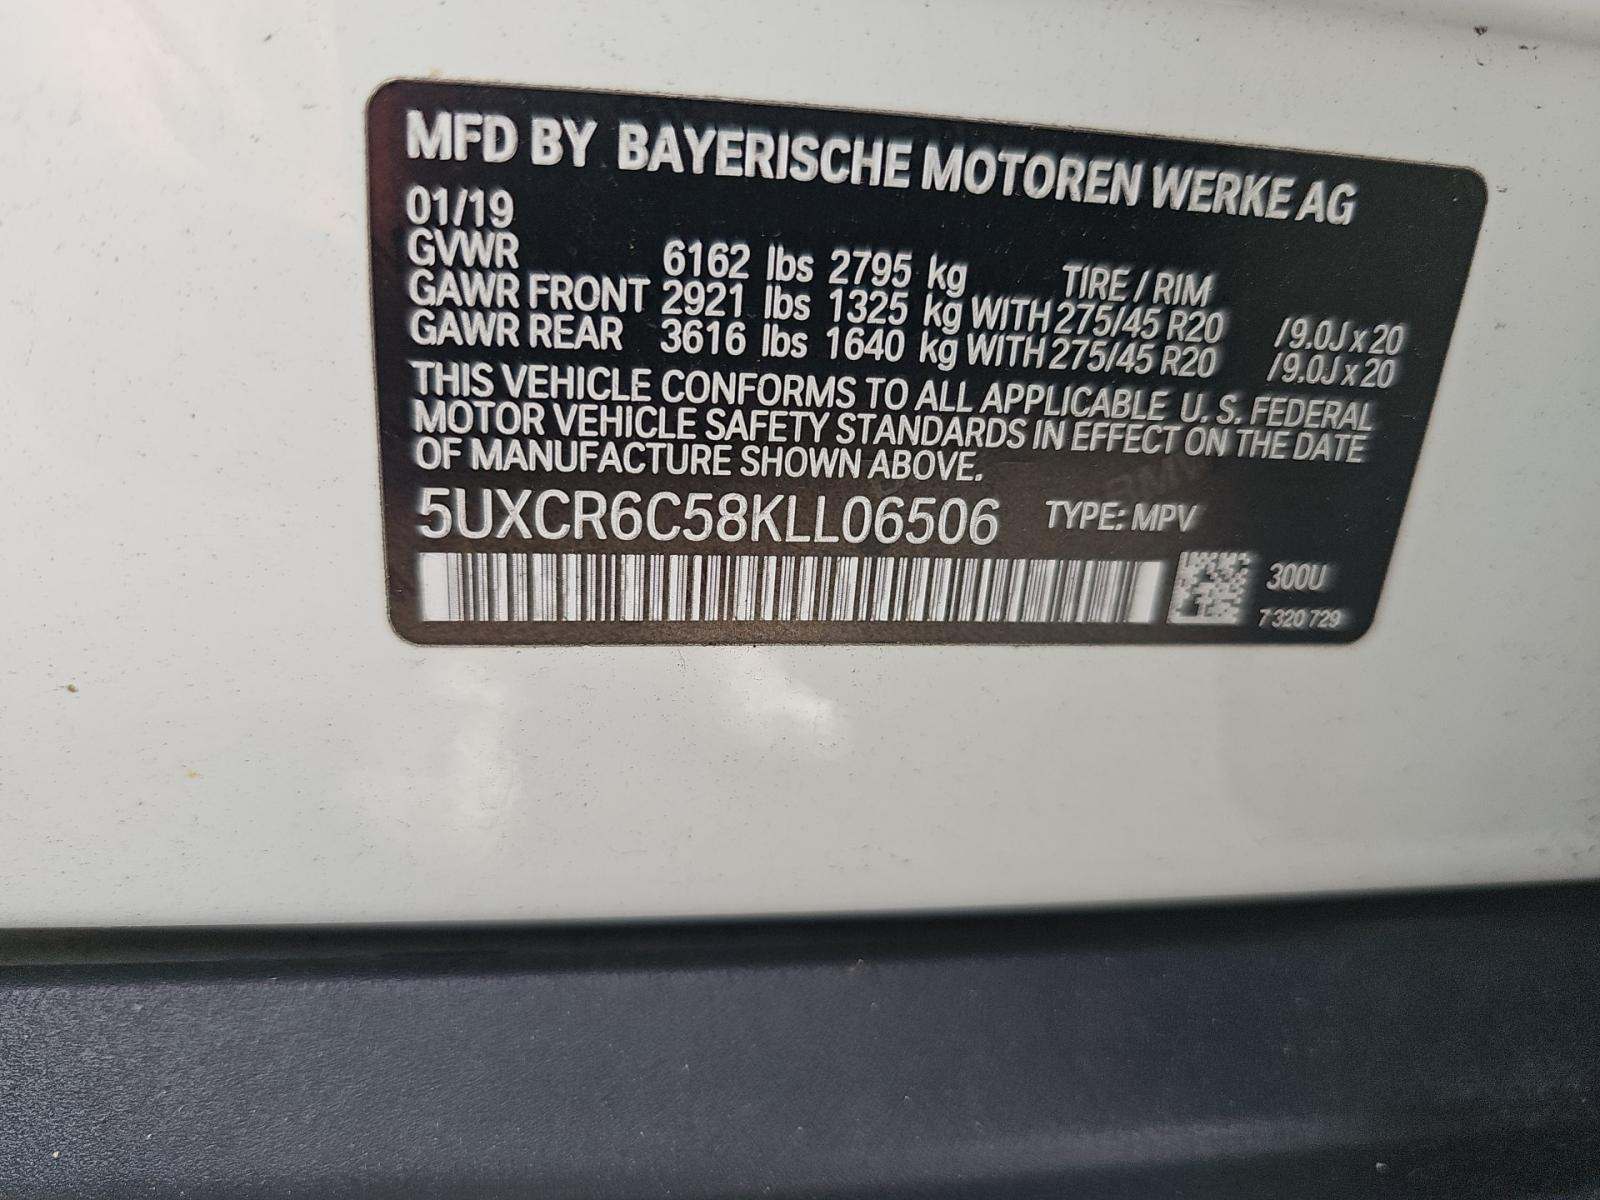 MFD BY BAYERISCHE MOTOREN WERKE AG
01/19
GVWR 6162 lbs 2795 kg TIRE / RIM
GAWR FRONT 2921 lbs 1325 kg WITH 275/45 R20 /9.0J x 20
GAWR REAR 3616 lbs 1640 kg WITH 275/45 R20 /9.0J x 20
THIS VEHICLE CONFORMS TO ALL APPLICABLE U. S. FEDERAL
MOTOR VEHICLE SAFETY STANDARDS IN EFFECT ON THE DATE
OF MANUFACTURE SHOWN ABOVE.
5UXCR6C58KLL06506 TYPE: MPV
300U
7 320 729